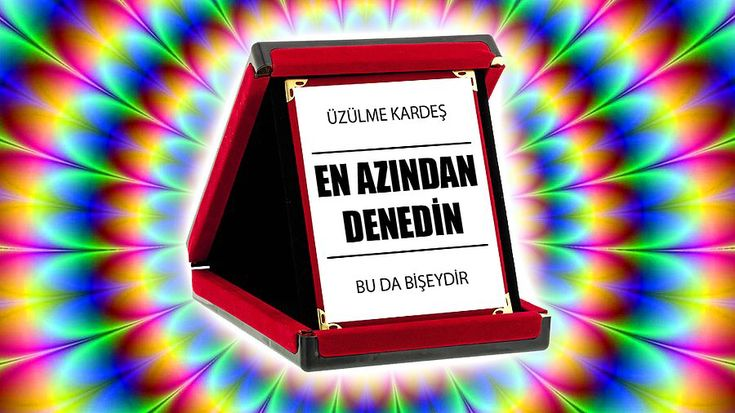 ÜZÜLME KARDEŞ
EN AZINDAN
DENEDİN
BU DA BİŞEYDİR